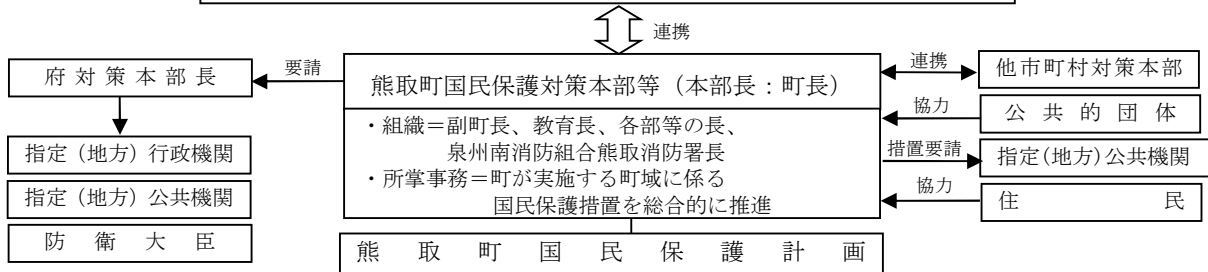 連携
府対策本部長
要請
熊取町国民保護対策本部等（本部長：町長）
連携
他市町村対策本部
・組織＝副町長、教育長、各部等の長、
泉州南消防組合熊取消防署長
・所掌事務＝町が実施する町域に係る
国民保護措置を総合的に推進
協力
公共的団体
指定（地方）行政機関
措置要請
指定(地方)公共機関
指定（地方）公共機関
協力
住民
防衛大臣
熊取町国民保護計画